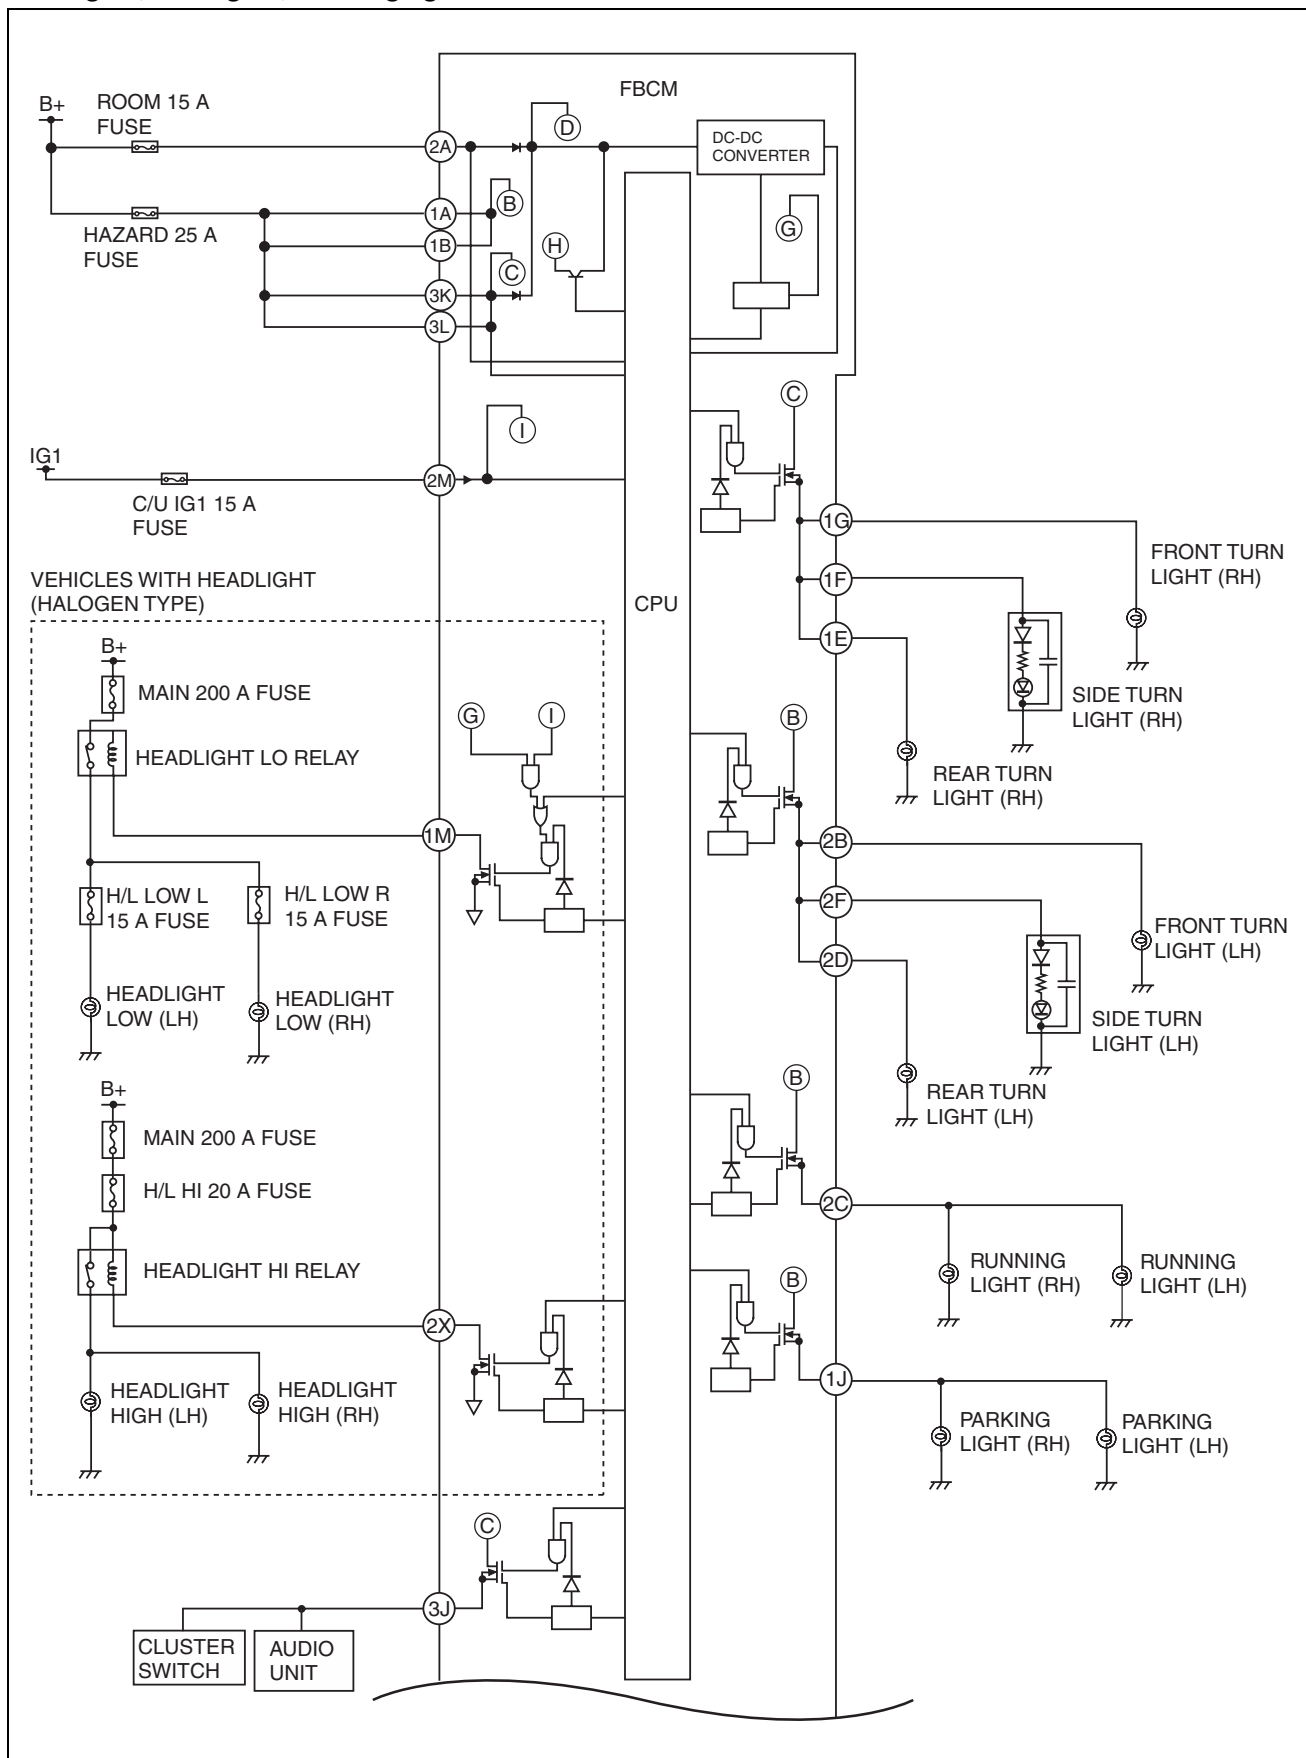 FBCM
B+
ROOM 15 A
FUSE
D
DC-DC
CONVERTER
2A
1A
B
G
HAZARD 25 A
FUSE
1B
H
C
3K
3L
C
I
IG1
2M
C/U IG1 15 A
FUSE
1G
FRONT TURN
LIGHT (RH)
VEHICLES WITH HEADLIGHT
(HALOGEN TYPE)
1F
CPU
1E
B+
MAIN 200 A FUSE
SIDE TURN
LIGHT (RH)
G
I
B
HEADLIGHT LO RELAY
REAR TURN
LIGHT (RH)
1M
2B
H/L LOW L
15 A FUSE
H/L LOW R
15 A FUSE
2F
FRONT TURN
LIGHT (LH)
2D
HEADLIGHT
LOW (LH)
HEADLIGHT
LOW (RH)
SIDE TURN
LIGHT (LH)
B
REAR TURN
LIGHT (LH)
B+
MAIN 200 A FUSE
H/L HI 20 A FUSE
2C
HEADLIGHT HI RELAY
RUNNING
LIGHT (RH)
RUNNING
LIGHT (LH)
B
2X
HEADLIGHT
HIGH (LH)
HEADLIGHT
HIGH (RH)
1J
PARKING
LIGHT (RH)
PARKING
LIGHT (LH)
C
3J
CLUSTER
SWITCH
AUDIO
UNIT